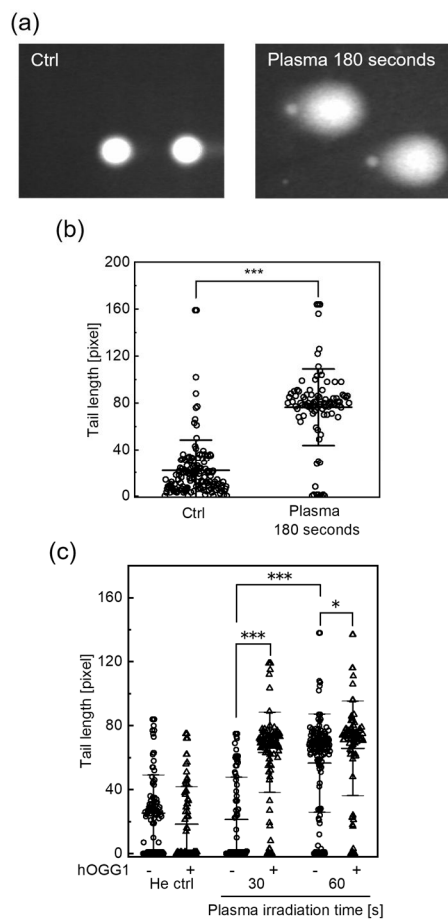 (a)
Ctrl
Plasma 180 seconds
(b)
200
***
160
120
80
40
0
Tail length [pixel]
Ctrl
Plasma
180 seconds
(c)
160
***
***
*
120
80
40
0
Tail length [pixel]
hOGG1 - + - + - +
He ctrl 30 60
Plasma irradiation time [s]